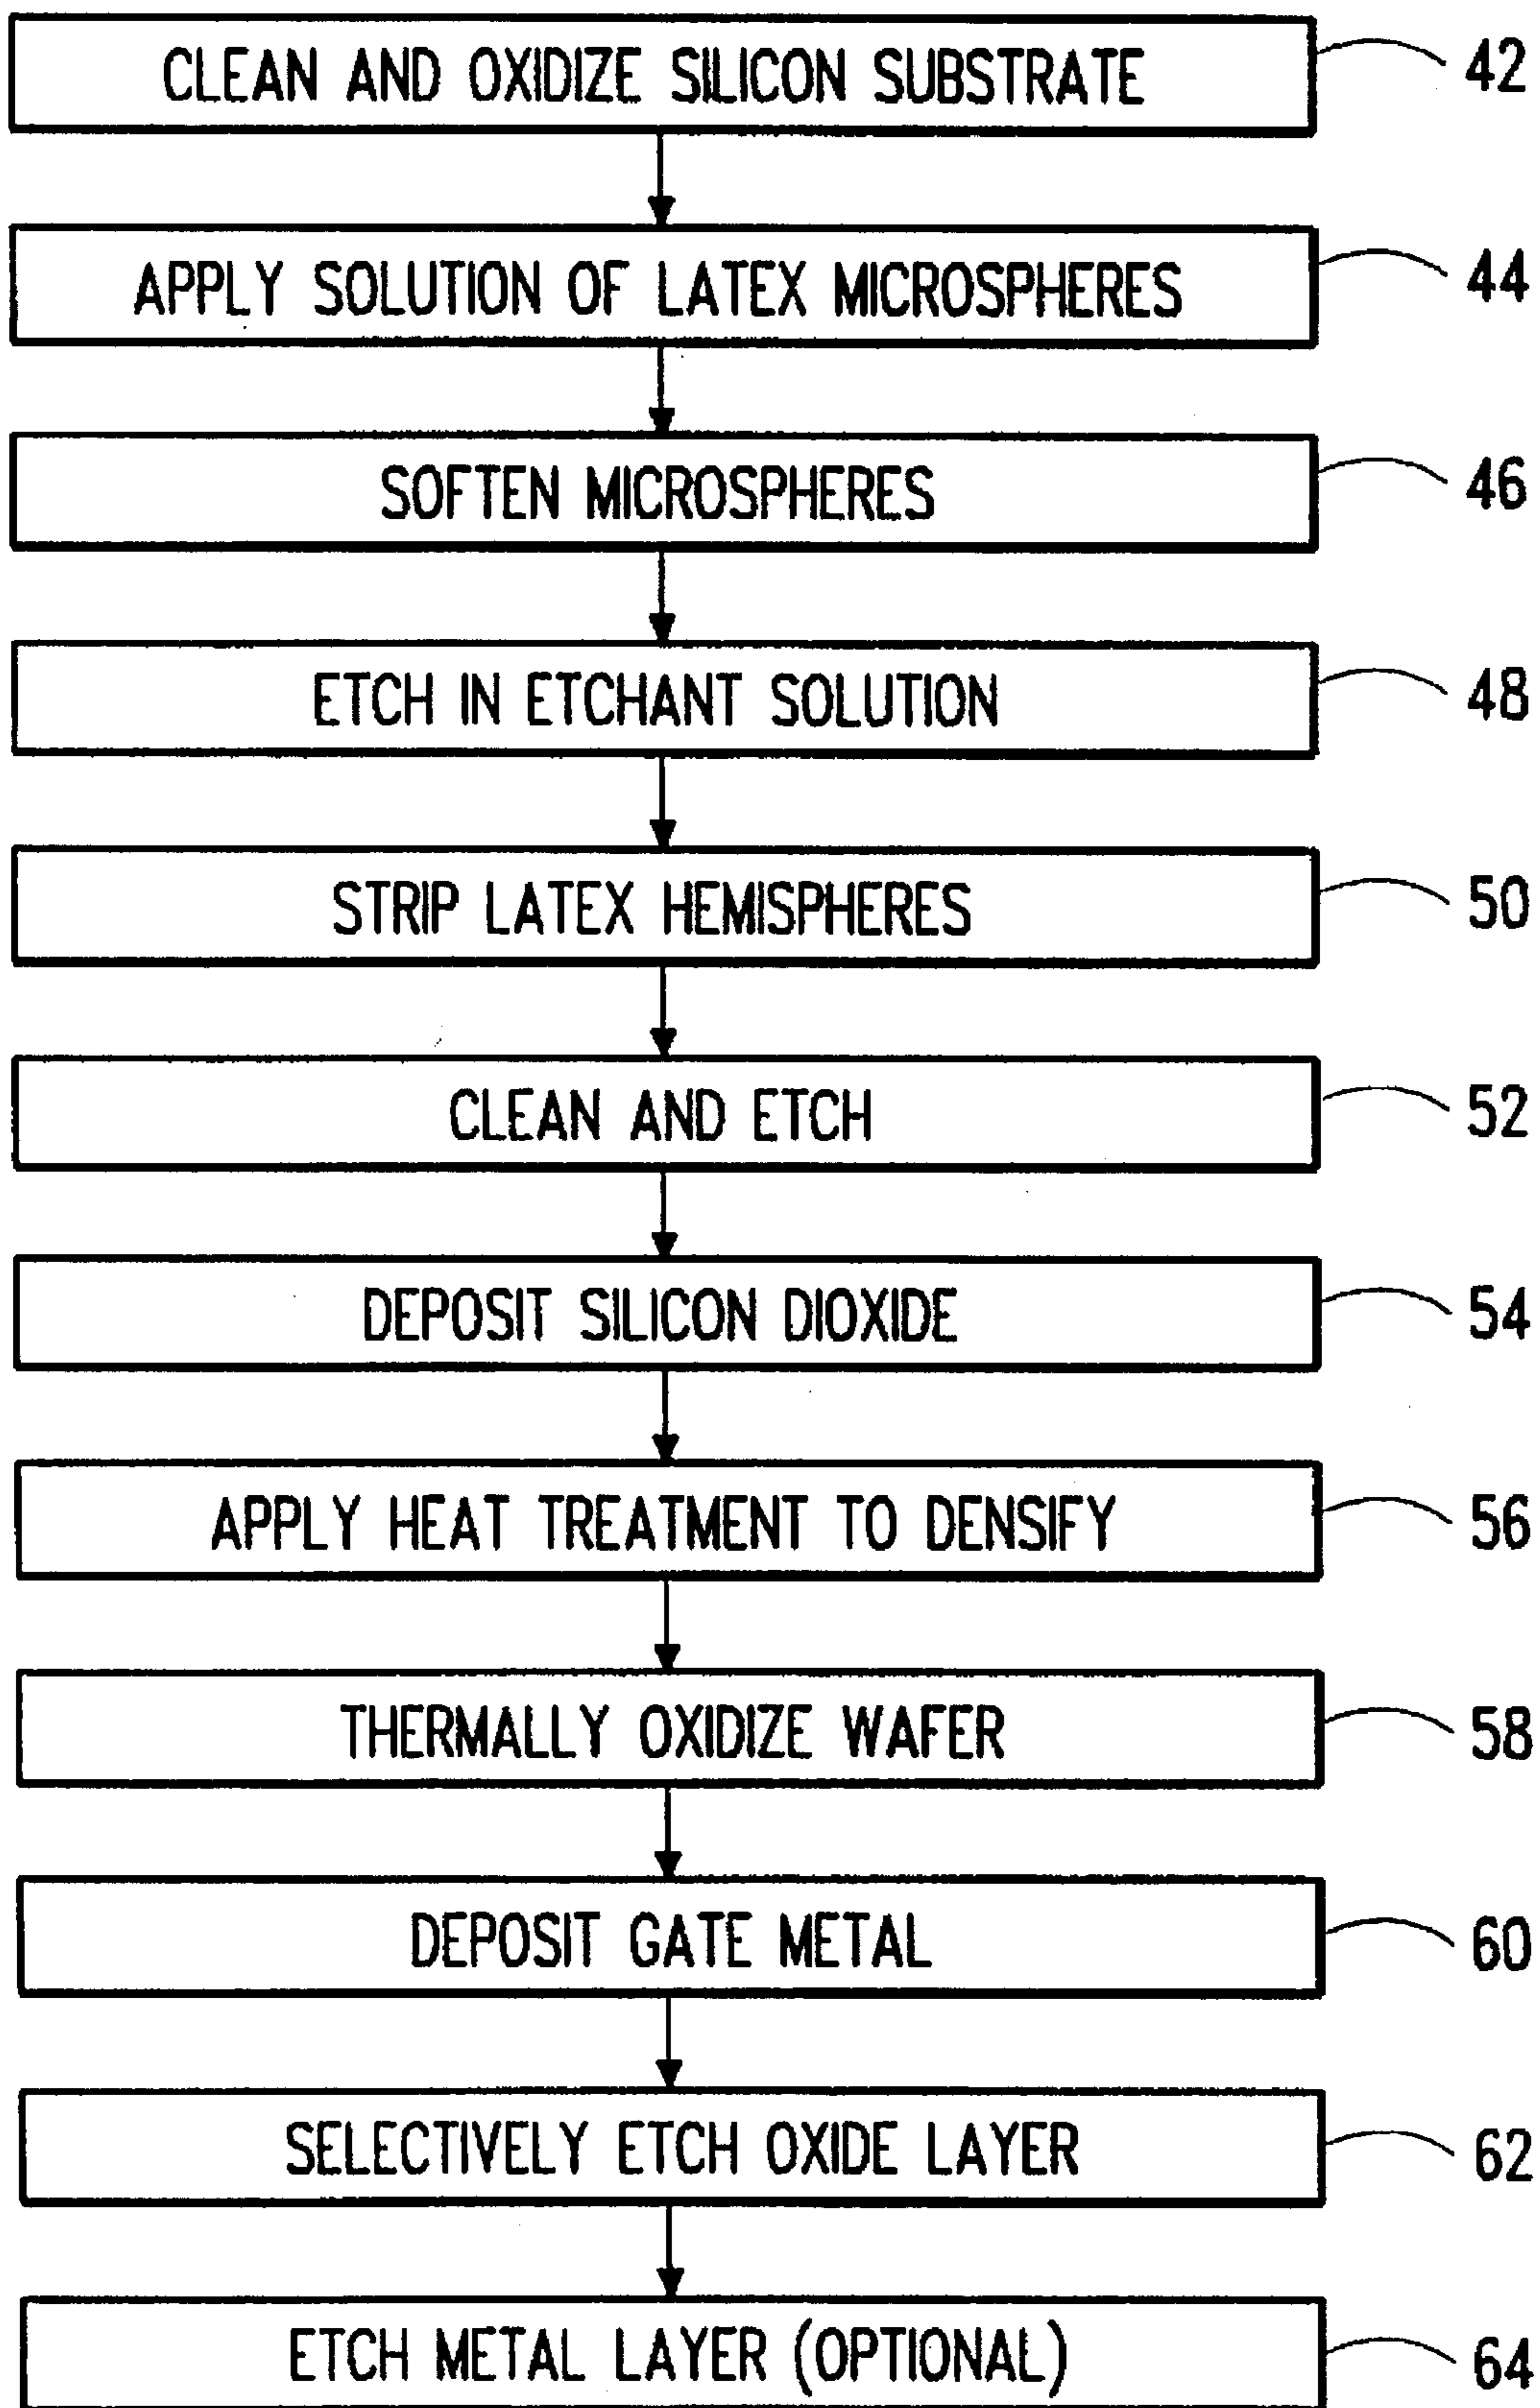 CLEAN AND OXIDIZE SILICON SUBSTRATE 42
APPLY SOLUTION OF LATEX MICROSPHERES 44
SOFTEN MICROSPHERES 46
ETCH IN ETCHANT SOLUTION 48
STRIP LATEX HEMISPHERES 50
CLEAN AND ETCH 52
DEPOSIT SILICON DIOXIDE 54
APPLY HEAT TREATMENT TO DENSIFY 56
THERMALLY OXIDIZE WAFER 58
DEPOSIT GATE METAL 60
SELECTIVELY ETCH OXIDE LAYER 62
ETCH METAL LAYER (OPTIONAL) 64